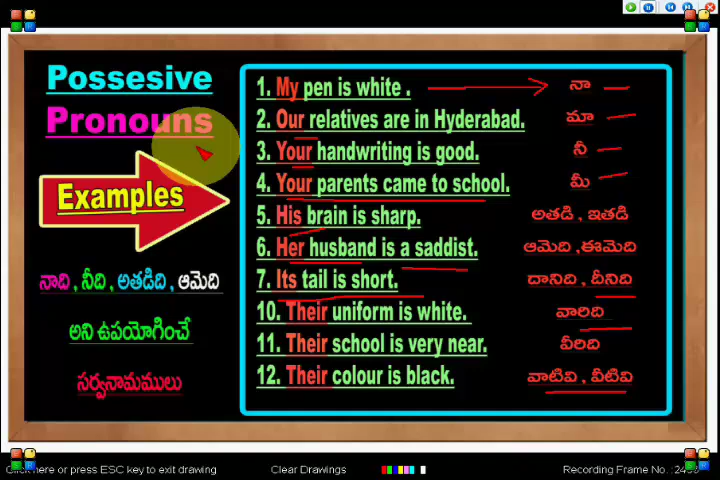 Possesive
Pronouns
Examples
నాది , నీది , అతడిది , ఆమెది
అని ఉపయోగించే
సర్వనామములు
1. My pen is white . నా
2. Our relatives are in Hyderabad. మా
3. Your handwriting is good. నీ
4. Your parents came to school. మీ
5. His brain is sharp. అతడి , ఇతడి
6. Her husband is a saddist. ఆమెది ,ఈమెది
7. Its tail is short. దానిది , దీనిది
10. Their uniform is white. వారిది
11. Their school is very near. వీరిది
12. Their colour is black. వాటివి , వీటివి
here or press ESC key to exit drawing Clear Drawings Recording Frame No. :